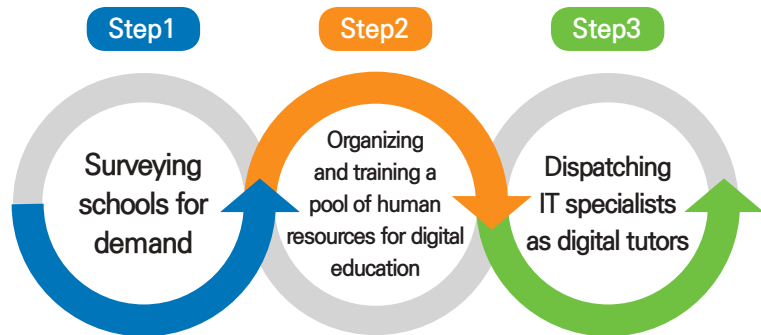 Step1
Surveying
schools for
demand
Step2
Organizing
and training a
pool of human
resources for digital
education
Step3
Dispatching
IT specialists
as digital tutors